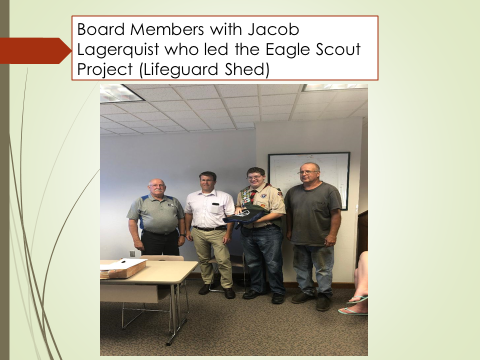 Board Members with Jacob
Lagerquist who led the Eagle Scout
Project (Lifeguard Shed)